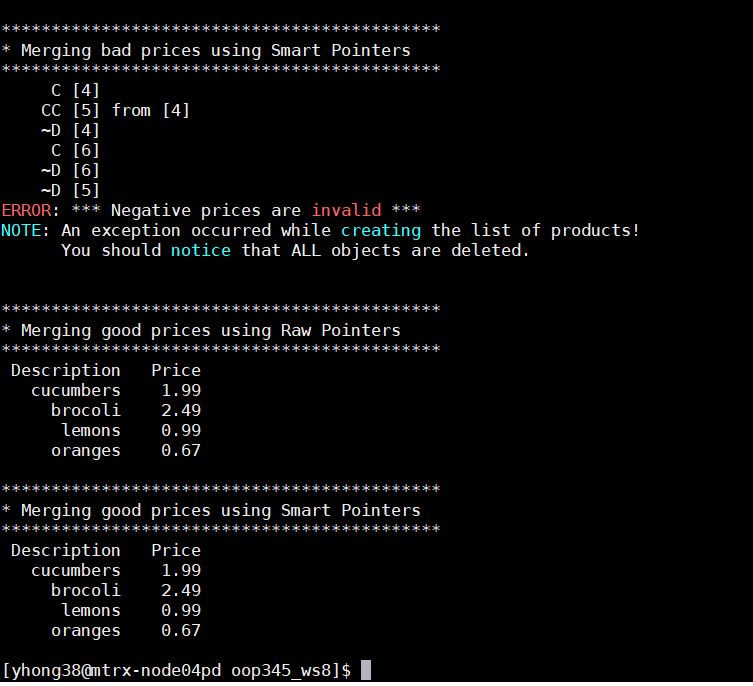 ********************************************
* Merging bad prices using Smart Pointers
********************************************
     C [4]
    CC [5] from [4]
    ~D [4]
     C [6]
    ~D [6]
    ~D [5]
ERROR: *** Negative prices are invalid ***
NOTE: An exception occurred while creating the list of products!
      You should notice that ALL objects are deleted.
********************************************
* Merging good prices using Raw Pointers
********************************************
 Description   Price
   cucumbers    1.99
     brocoli    2.49
      lemons    0.99
     oranges    0.67
********************************************
* Merging good prices using Smart Pointers
********************************************
 Description   Price
   cucumbers    1.99
     brocoli    2.49
      lemons    0.99
     oranges    0.67
[yhong38@mtrx-node04pd oop345_ws8]$